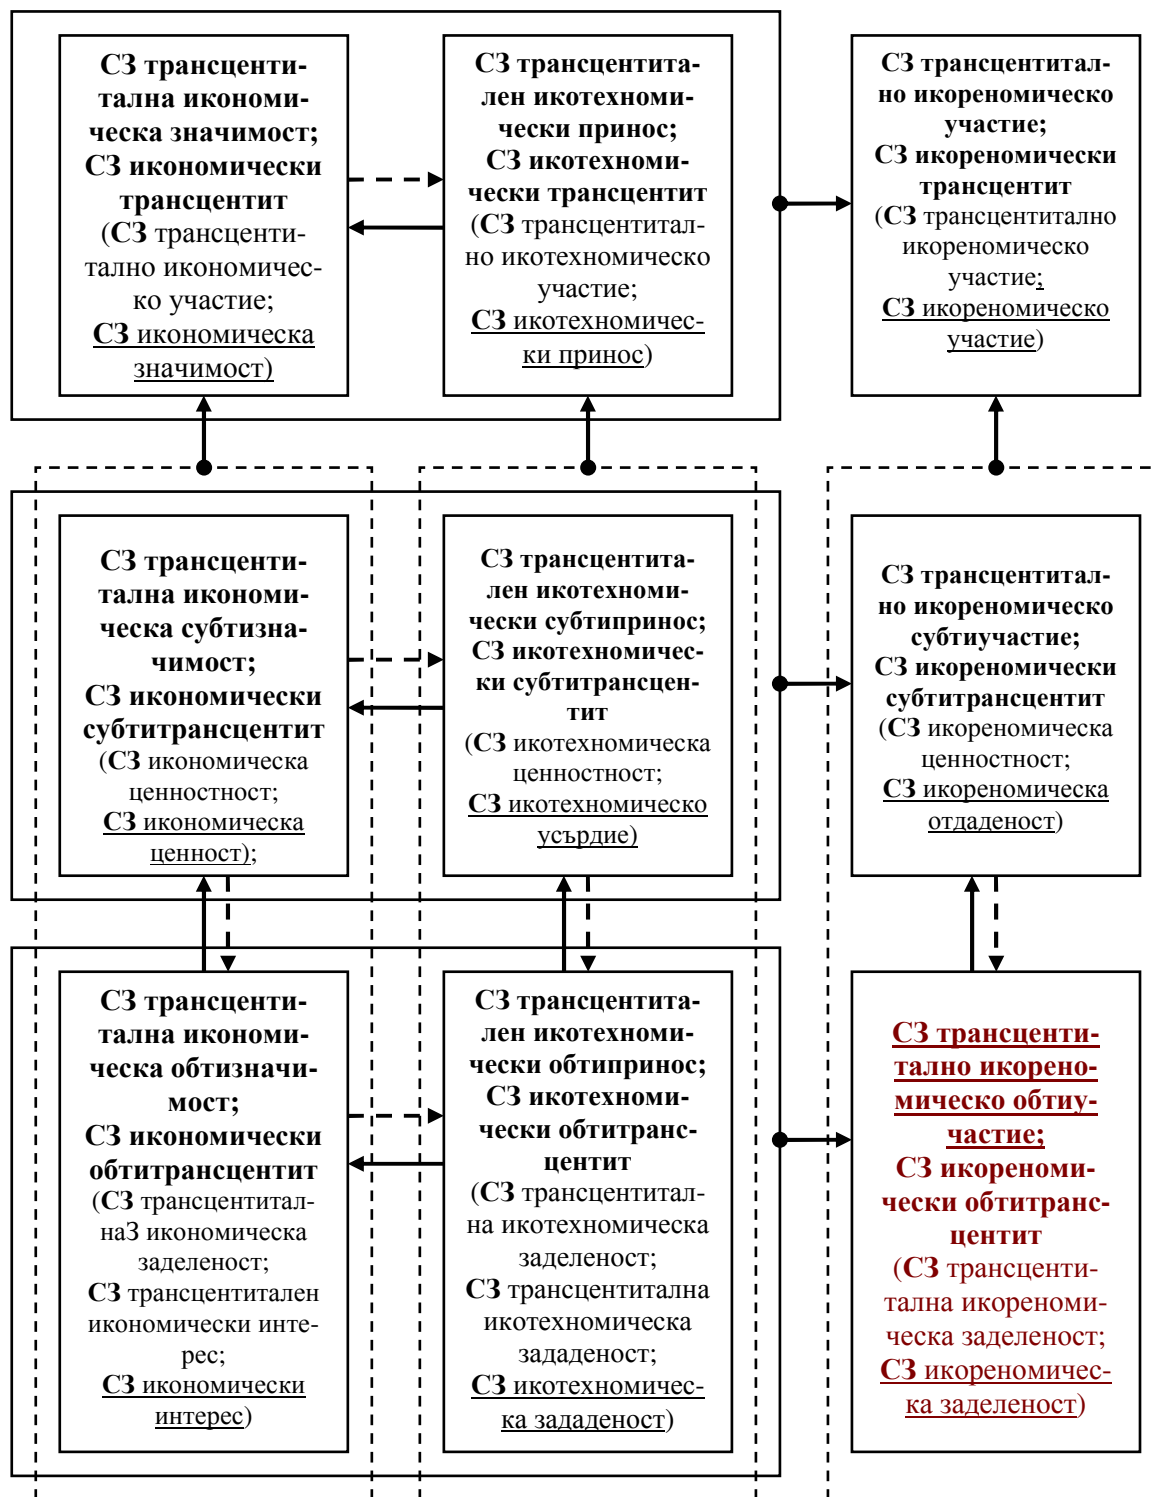 СЗ трансценти-
тална икономи-
ческа значимост;
СЗ икономически
трансцентит
(СЗ трансценти-
тално икономичес-
ко участие;
СЗ икономическа
значимост)
СЗ трансцентита-
лен икотехноми-
чески принос;
СЗ икотехноми-
чески трансцентит
(СЗ трансцентитал-
но икотехномическо
участие;
СЗ икотехномичес-
ки принос)
СЗ трансцентитал-
но икореномическо
участие;
СЗ икореномически
трансцентит
(СЗ трансцентитално
икореномическо
участие;
СЗ икореномическо
участие)
СЗ трансценти-
тална икономи-
ческа субтизна-
чимост;
СЗ икономически
субтитрансцентит
(СЗ икономическа
ценностност;
СЗ икономическа
ценност);
СЗ трансцентита-
лен икотехноми-
чески субтипринос;
СЗ икотехномичес-
ки субтитрансцен-
тит
(СЗ икотехномическа
ценностност;
СЗ икотехномическо
усърдие)
СЗ трансцентитал-
но икореномическо
субтиучастие;
СЗ икореномически
субтитрансцентит
(СЗ икореномическа
ценностност;
СЗ икореномическа
отдаденост)
СЗ трансценти-
тална икономи-
ческа обтизначи-
мост;
СЗ икономически
обтитрансцентит
(СЗ трансцентитал-
наЗ икономическа
заделеност;
СЗ трансцентитален
икономически инте-
рес;
СЗ икономически
интерес)
СЗ трансцентита-
лен икотехноми-
чески обтипринос;
СЗ икотехноми-
чески обтитранс-
центит
(СЗ трансцентитал-
на икотехномическа
заделеност;
СЗ трансцентитална
икотехномическа
зададеност;
СЗ икотехномичес-
ка зададеност)
СЗ трансценти-
тално икорено-
мическо обтиу-
частие;
СЗ икореноми-
чески обтитранс-
центит
(СЗ трансценти-
тална икореноми-
ческа заделеност;
СЗ икореномичес-
ка заделеност)